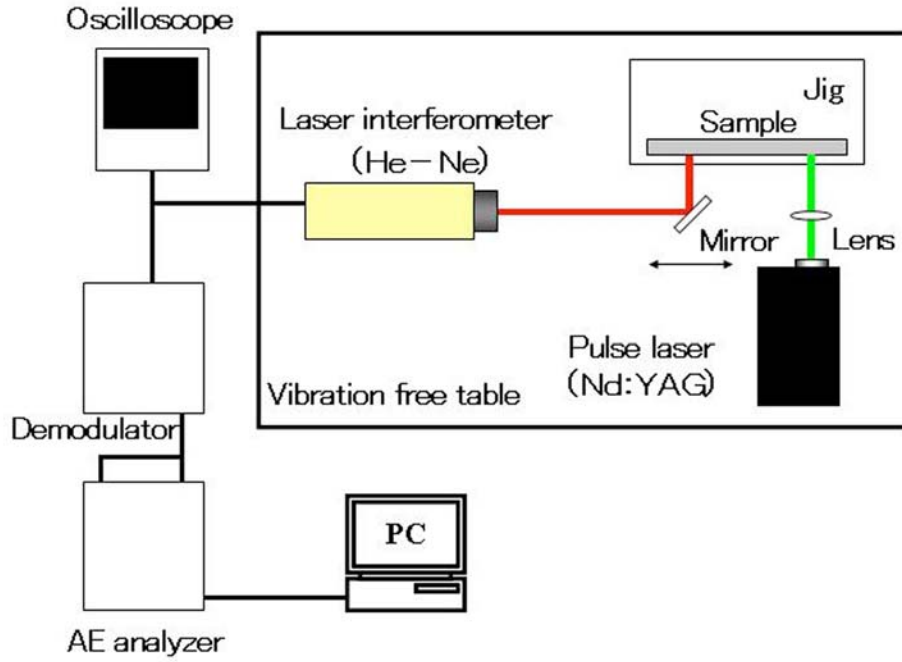 Oscilloscope
Laser interferometer
(He－Ne)
Jig
Sample
Mirror
Lens
Pulse laser
(Nd:YAG)
Vibration free table
Demodulator
PC
AE analyzer